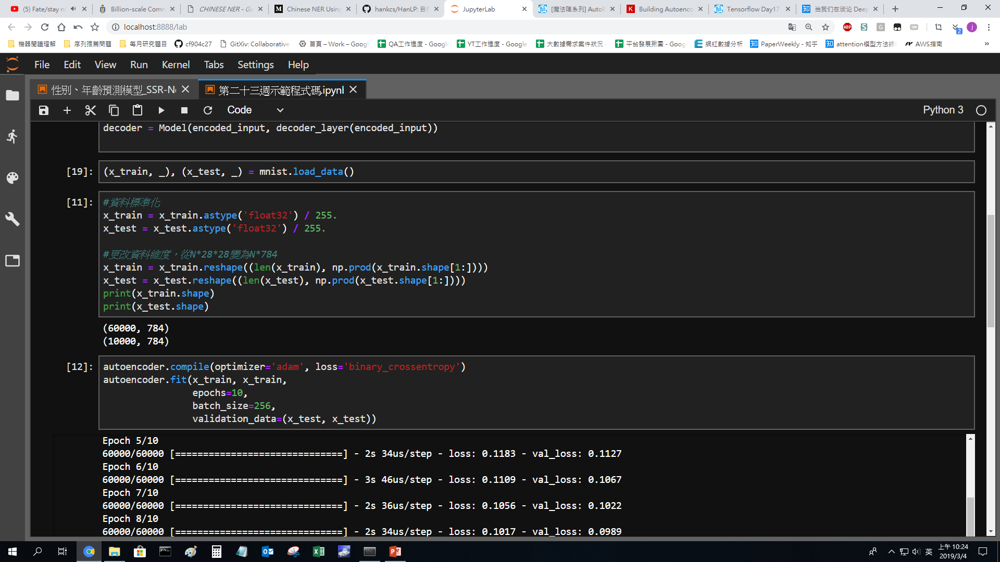 (5) Fate/stay n
Billion-scale Comm
CHINESE NER - Go
Chinese NER Using
hankcs/HanLP: 自然
JupyterLab
[魔法陣系列] AutoE
Building Autoenco
Tensorflow Day17
当我们在谈论 Deep
localhost:8888/lab
機器閱讀理解
序列推薦問題
每月研究題目
cf904c27
GitXiv: Collaborative
首頁 – Work – Googl
QA工作進度 - Google
YT工作進度 - Google
大數據需求案件狀況 -
平台發展揪團 - Goog
網紅數據分析
PaperWeekly - 知乎
attention模型方法綜
AWS指南
»
File Edit View Run Kernel Tabs Settings Help
性別、年齡預測模型_SSR-Ne
第二十三週示範程式碼.ipynb
Code
Python 3
decoder = Model(encoded_input, decoder_layer(encoded_input))
[19]: (x_train, _), (x_test, _) = mnist.load_data()
[11]: #資料標準化
x_train = x_train.astype('float32') / 255.
x_test = x_test.astype('float32') / 255.
#更改資料維度，從N*28*28變為N*784
x_train = x_train.reshape((len(x_train), np.prod(x_train.shape[1:])))
x_test = x_test.reshape((len(x_test), np.prod(x_test.shape[1:])))
print(x_train.shape)
print(x_test.shape)
(60000, 784)
(10000, 784)
[12]: autoencoder.compile(optimizer='adam', loss='binary_crossentropy')
autoencoder.fit(x_train, x_train,
epochs=10,
batch_size=256,
validation_data=(x_test, x_test))
Epoch 5/10
60000/60000 [==============================] - 2s 34us/step - loss: 0.1183 - val_loss: 0.1127
Epoch 6/10
60000/60000 [==============================] - 3s 46us/step - loss: 0.1109 - val_loss: 0.1067
Epoch 7/10
60000/60000 [==============================] - 2s 36us/step - loss: 0.1056 - val_loss: 0.1022
Epoch 8/10
60000/60000 [==============================] - 2s 34us/step - loss: 0.1017 - val_loss: 0.0989
英
上午 10:24
2019/3/4